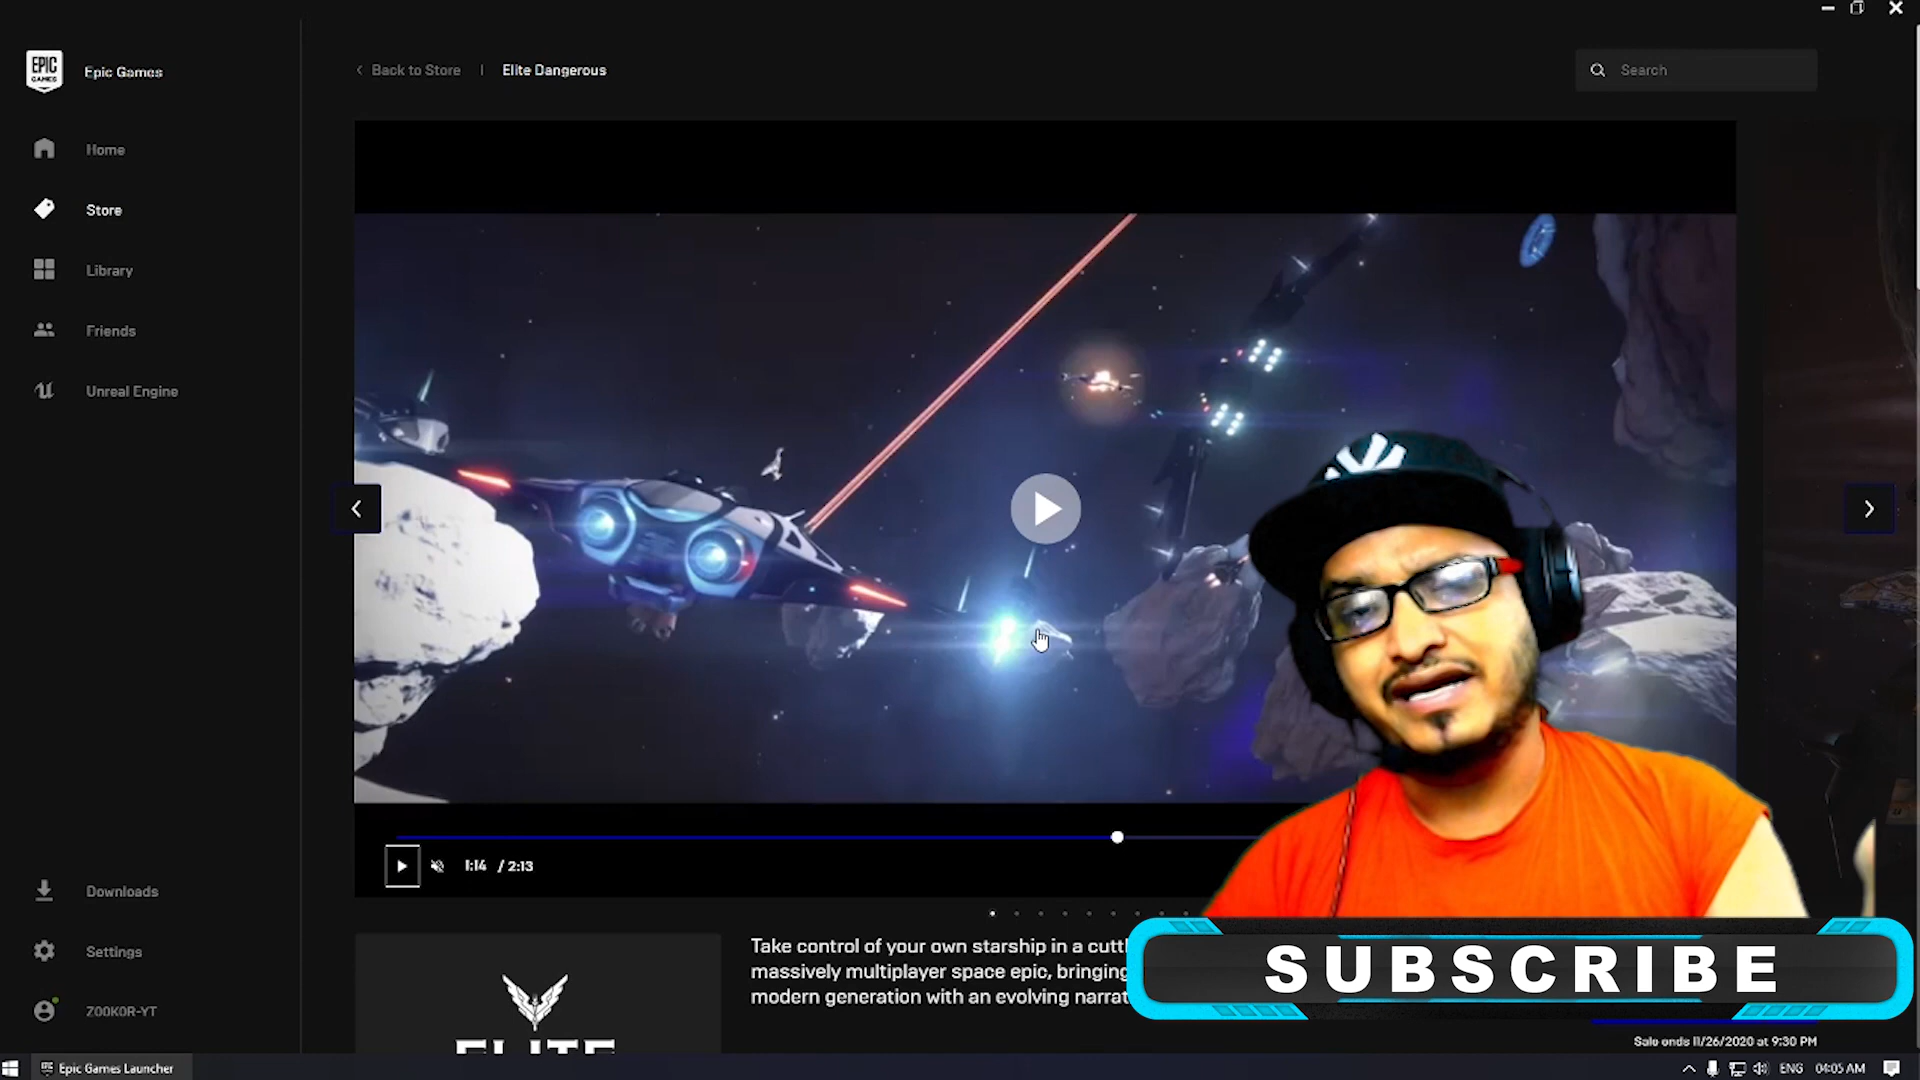 EPIC
GAMES
Epic Games
Back to Store
Elite Dangerous
Search
Home
Store
Library
Friends
Unreal Engine
1:14 / 2:13
Downloads
Settings
Z00K0R-YT
Take control of your own starship in a cutt
massively multiplayer space epic, bringing
modern generation with an evolving narrat
ELITE
SUBSCRIBE
Sale ends 11/26/2020 at 9:30 PM
Epic Games Launcher
ENG
04:05 AM